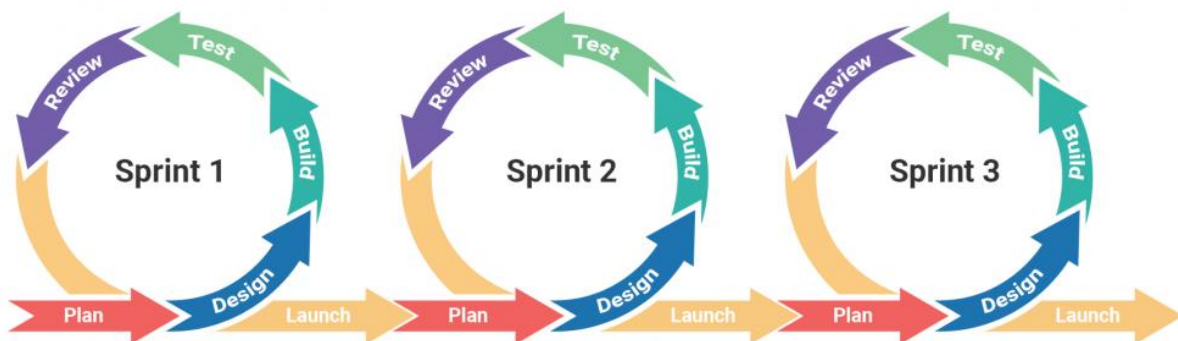 Test
Review
Build
Sprint 1
Design
Plan
Launch
Test
Review
Build
Sprint 2
Design
Plan
Launch
Test
Review
Build
Sprint 3
Design
Plan
Launch